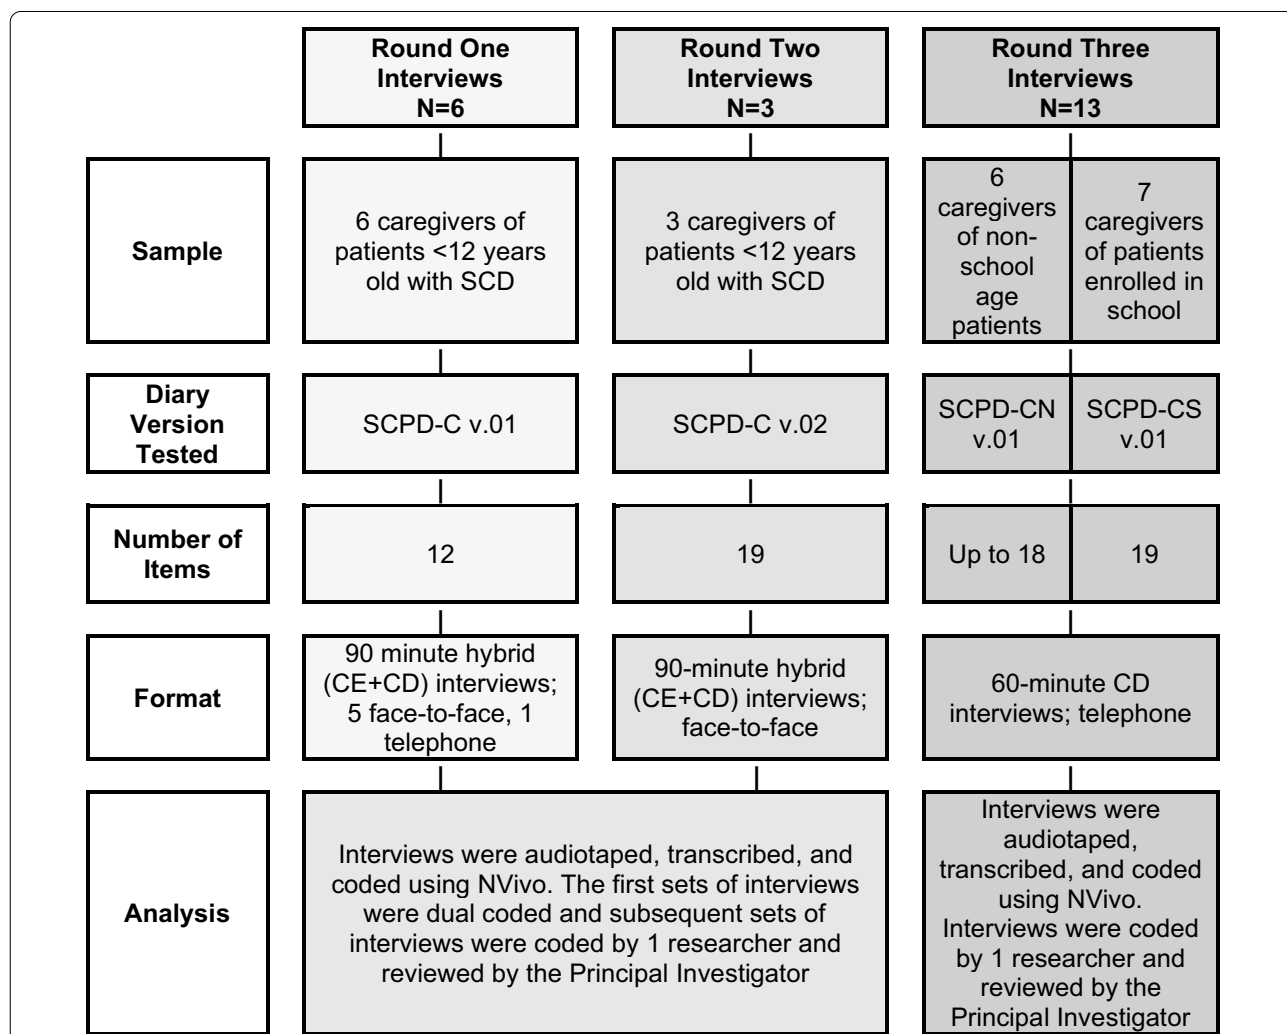 Round One
Interviews
N=6
Round Two
Interviews
N=3
Round Three
Interviews
N=13
Sample
6 caregivers of
patients <12 years
old with SCD
3 caregivers of
patients <12 years
old with SCD
6
caregivers
of non-
school
age
patients
7
caregivers
of patients
enrolled in
school
Diary
Version
Tested
SCPD-C v.01
SCPD-C v.02
SCPD-CN
v.01
SCPD-CS
v.01
Number of
Items
12
19
Up to 18
19
Format
90 minute hybrid
(CE+CD) interviews;
5 face-to-face, 1
telephone
90-minute hybrid
(CE+CD) interviews;
face-to-face
60-minute CD
interviews; telephone
Analysis
Interviews were audiotaped, transcribed, and
coded using NVivo. The first sets of interviews
were dual coded and subsequent sets of
interviews were coded by 1 researcher and
reviewed by the Principal Investigator
Interviews were
audiotaped,
transcribed, and coded
using NVivo.
Interviews were coded
by 1 researcher and
reviewed by the
Principal Investigator